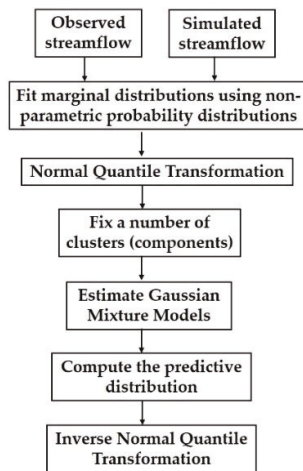 Observed
streamflow
Simulated
streamflow
Fit marginal distributions using non-
parametric probability distributions
Normal Quantile Transformation
Fix a number of
clusters (components)
Estimate Gaussian
Mixture Models
Compute the predictive
distribution
Inverse Normal Quantile
Transformation